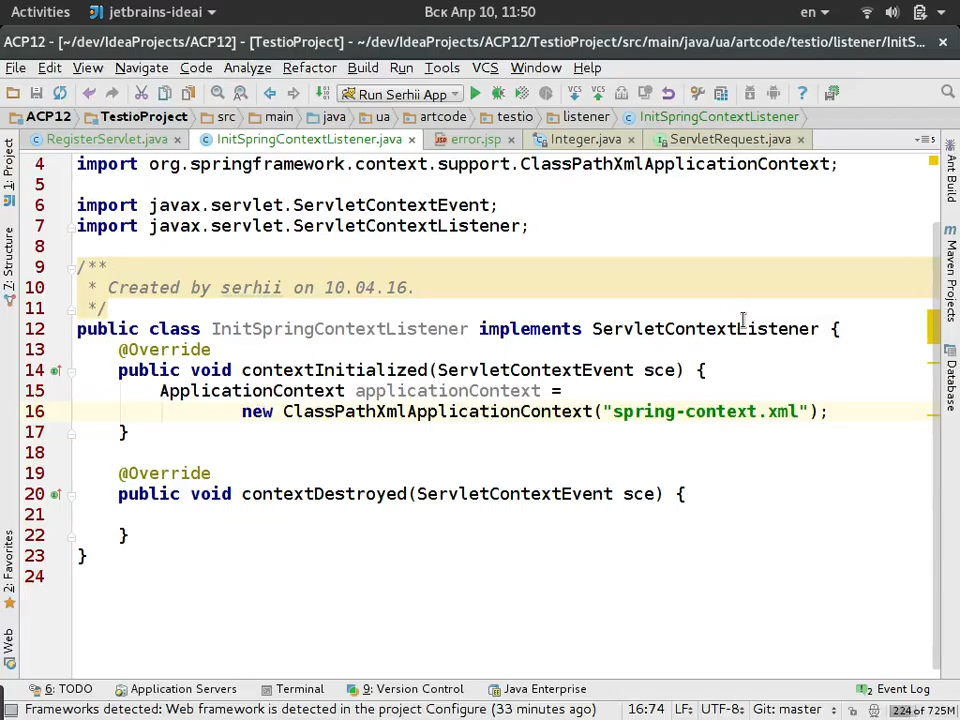 Activities jetbrains-ideai Вск Апр 10, 11:50 en
ACP12 - [~/dev/IdeaProjects/ACP12] - [TestioProject] - ~/dev/IdeaProjects/ACP12/TestioProject/src/main/java/ua/artcode/testio/listener/InitS...
File Edit View Navigate Code Analyze Refactor Build Run Tools VCS Window Help
Run Serhii App VCS VCS
ACP12 TestioProject src main java ua artcode testio listener InitSpringContextListener
RegisterServlet.java InitSpringContextListener.java error.jsp Integer.java ServletRequest.java 5
1: Project
7: Structure
2: Favorites
Web
Ant Build
Maven Projects
Database
4 import org.springframework.context.support.ClassPathXmlApplicationContext;
5
6 import javax.servlet.ServletContextEvent;
7 import javax.servlet.ServletContextListener;
8
9 /**
10 * Created by serhii on 10.04.16.
11 */
12 public class InitSpringContextListener implements ServletContextListener {
13 @Override
14 public void contextInitialized(ServletContextEvent sce) {
15 ApplicationContext applicationContext =
16 new ClassPathXmlApplicationContext("spring-context.xml");
17 }
18
19 @Override
20 public void contextDestroyed(ServletContextEvent sce) {
21
22 }
23 }
24
6: TODO Application Servers Terminal 9: Version Control Java Enterprise 2 Event Log
Frameworks detected: Web framework is detected in the project Configure (33 minutes ago) 16:74 LF UTF-8 Git: master 224 of 725M